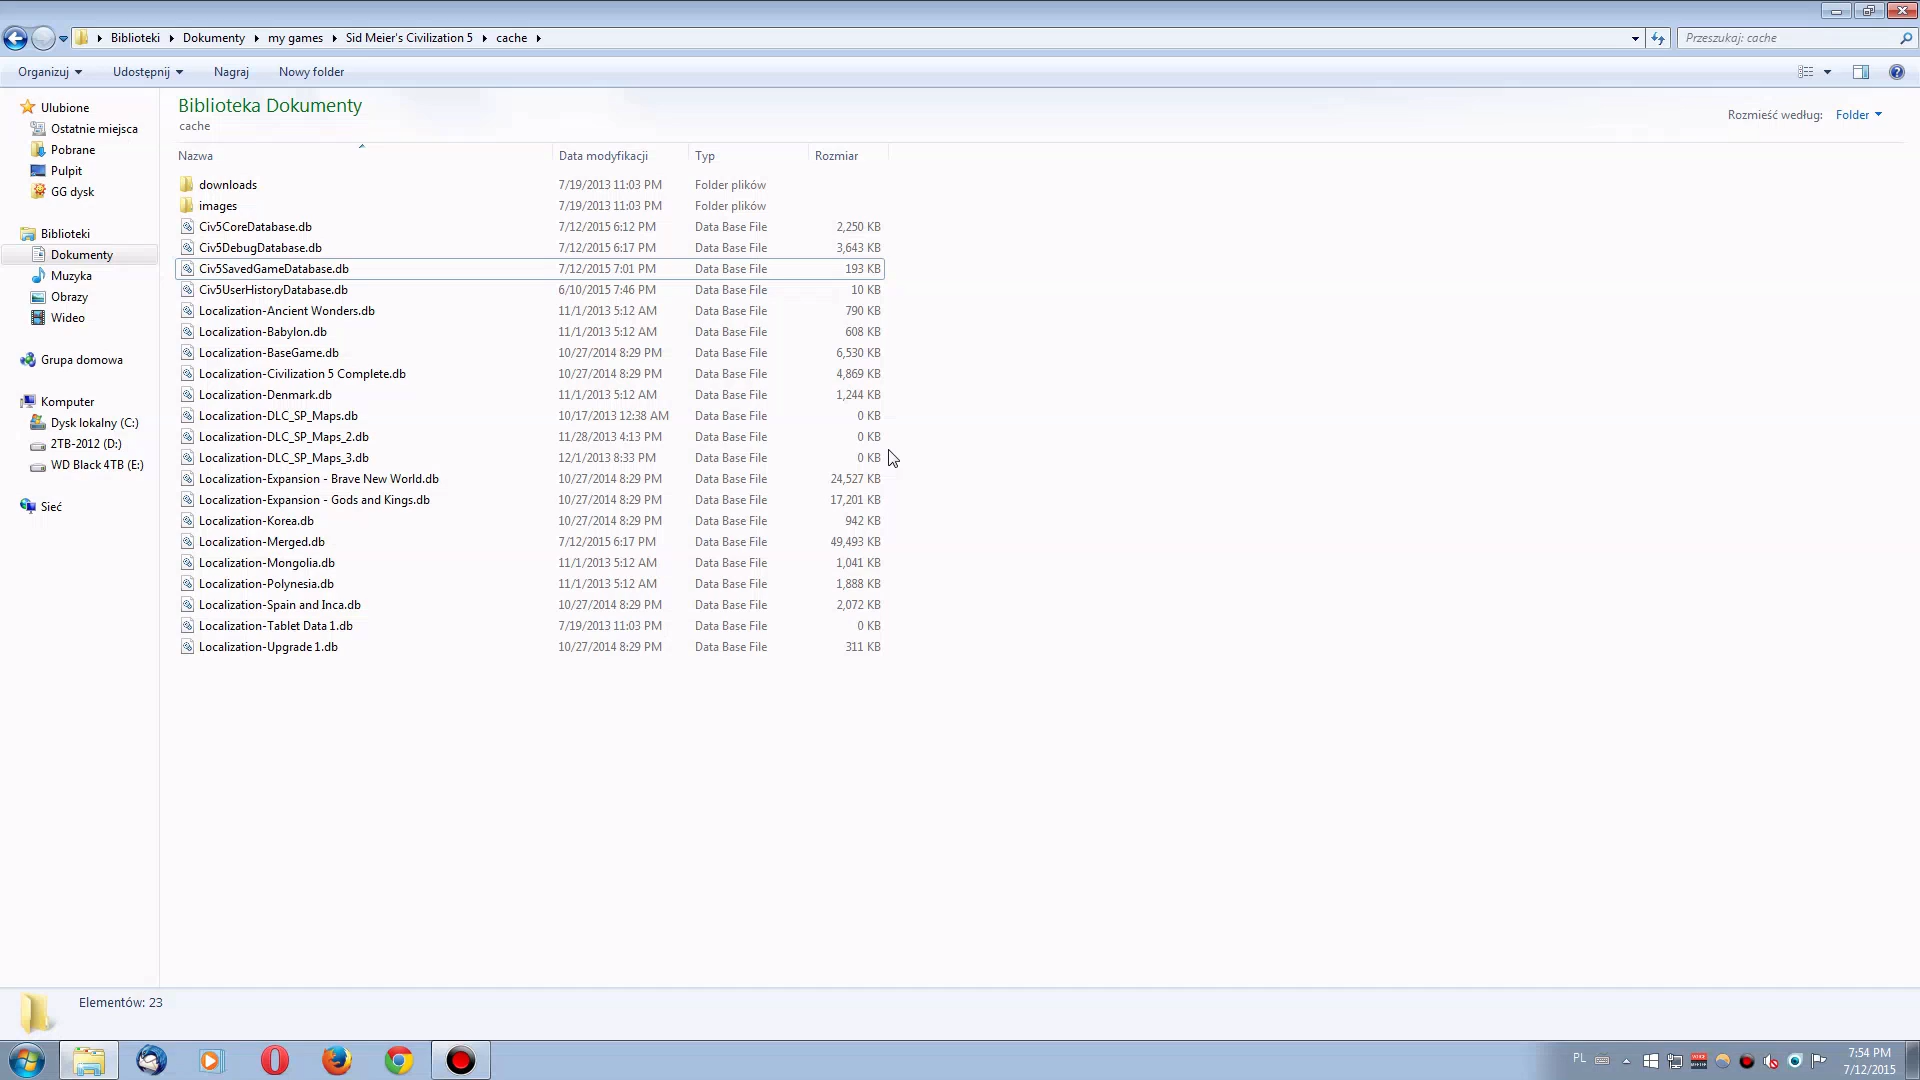 Biblioteki Dokumenty my games Sid Meier's Civilization 5 cache Przeszukaj: cache
Organizuj Udostępnij Nagraj Nowy folder
Ulubione
Ostatnie miejsca
Pobrane
Pulpit
GG dysk
Biblioteki
Dokumenty
Muzyka
Obrazy
Wideo
Grupa domowa
Komputer
Dysk lokalny (C:)
2TB-2012 (D:)
WD Black 4TB (E:)
Sieć
Biblioteka Dokumenty
cache
Rozmieść według: Folder
Nazwa Data modyfikacji Typ Rozmiar
downloads 7/19/2013 11:03 PM Folder plików
images 7/19/2013 11:03 PM Folder plików
Civ5CoreDatabase.db 7/12/2015 6:12 PM Data Base File 2,250 KB
Civ5DebugDatabase.db 7/12/2015 6:17 PM Data Base File 3,643 KB
Civ5SavedGameDatabase.db 7/12/2015 7:01 PM Data Base File 193 KB
Civ5UserHistoryDatabase.db 6/10/2015 7:46 PM Data Base File 10 KB
Localization-Ancient Wonders.db 11/1/2013 5:12 AM Data Base File 790 KB
Localization-Babylon.db 11/1/2013 5:12 AM Data Base File 608 KB
Localization-BaseGame.db 10/27/2014 8:29 PM Data Base File 6,530 KB
Localization-Civilization 5 Complete.db 10/27/2014 8:29 PM Data Base File 4,869 KB
Localization-Denmark.db 11/1/2013 5:12 AM Data Base File 1,244 KB
Localization-DLC_SP_Maps.db 10/17/2013 12:38 AM Data Base File 0 KB
Localization-DLC_SP_Maps_2.db 11/28/2013 4:13 PM Data Base File 0 KB
Localization-DLC_SP_Maps_3.db 12/1/2013 8:33 PM Data Base File 0 KB
Localization-Expansion - Brave New World.db 10/27/2014 8:29 PM Data Base File 24,527 KB
Localization-Expansion - Gods and Kings.db 10/27/2014 8:29 PM Data Base File 17,201 KB
Localization-Korea.db 10/27/2014 8:29 PM Data Base File 942 KB
Localization-Merged.db 7/12/2015 6:17 PM Data Base File 49,493 KB
Localization-Mongolia.db 11/1/2013 5:12 AM Data Base File 1,041 KB
Localization-Polynesia.db 11/1/2013 5:12 AM Data Base File 1,888 KB
Localization-Spain and Inca.db 10/27/2014 8:29 PM Data Base File 2,072 KB
Localization-Tablet Data 1.db 7/19/2013 11:03 PM Data Base File 0 KB
Localization-Upgrade 1.db 10/27/2014 8:29 PM Data Base File 311 KB
Elementów: 23
PL
7:54 PM
7/12/2015